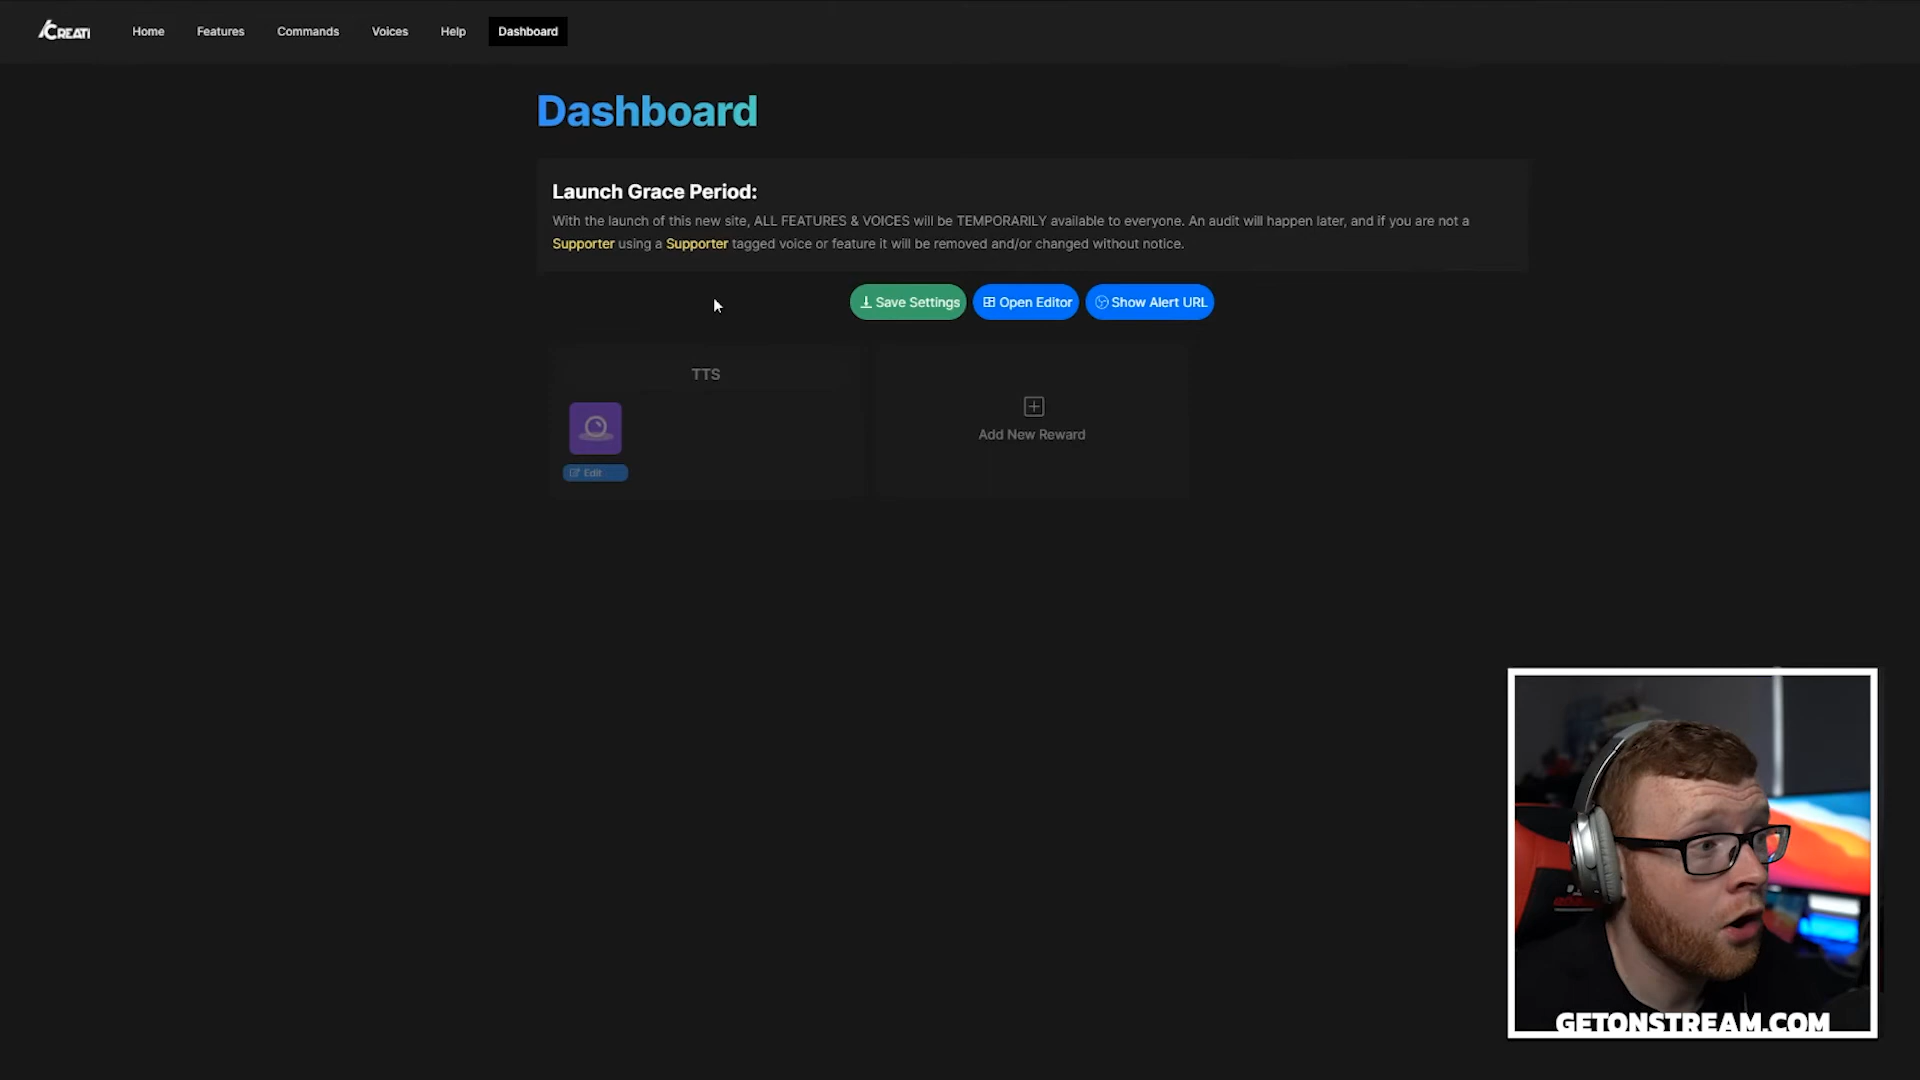 CREATI
Home
Features
Commands
Voices
Help
Dashboard
Dashboard
Launch Grace Period:
With the launch of this new site, ALL FEATURES & VOICES will be TEMPORARILY available to everyone. An audit will happen later, and if you are not a
Supporter using a Supporter tagged voice or feature it will be removed and/or changed without notice.
Save Settings
Open Editor
Show Alert URL
TTS
Edit
Add New Reward
GETONSTREAM.COM